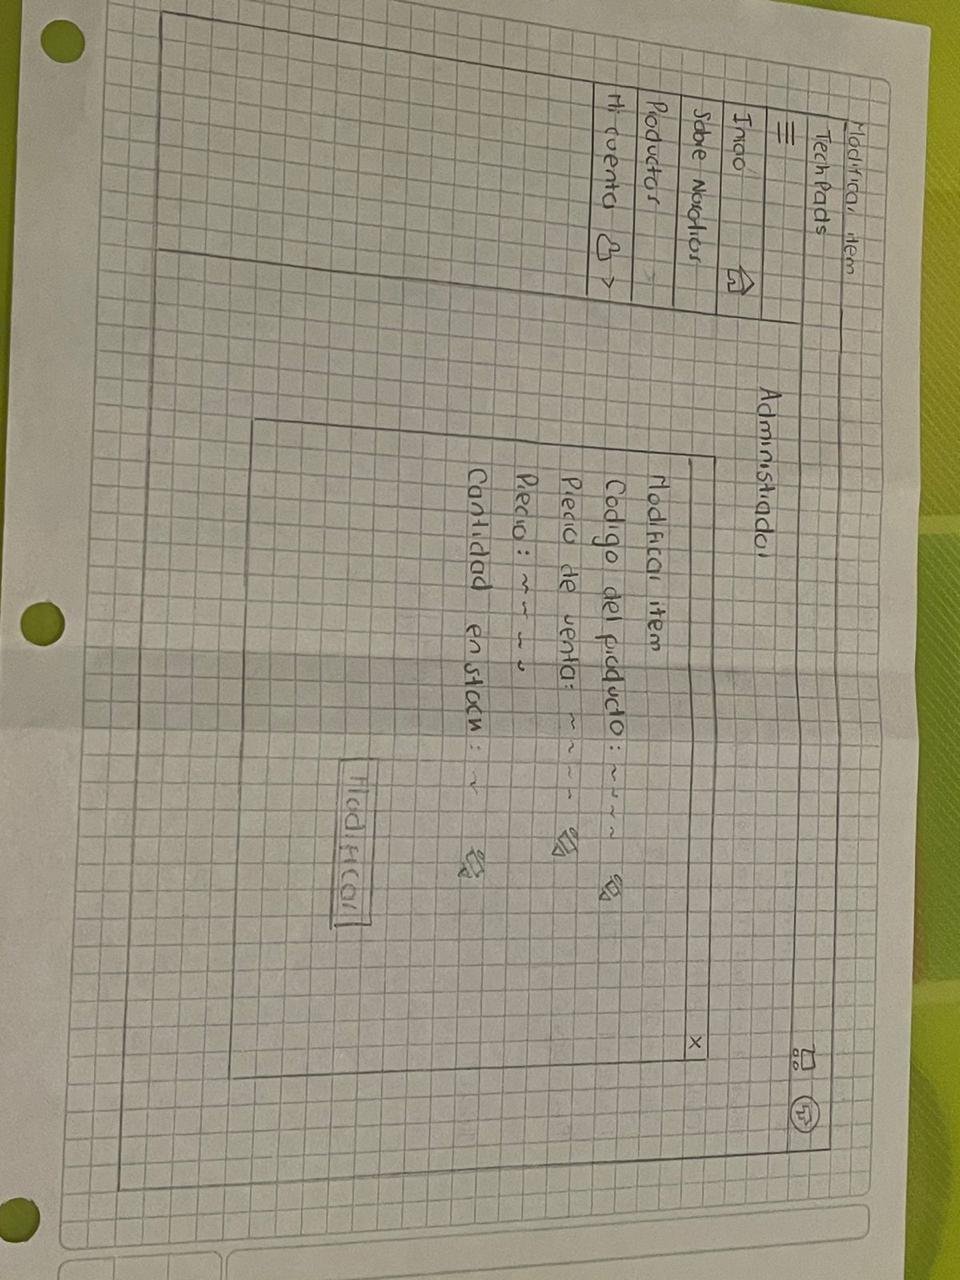 Modificar item
TechPads
Inicio
Sobre Nosotros
Productos >
Mi cuenta >
Administrador
X
Modificar item
Codigo del producto: ~ ~ ~ ~
Precio de venta: ~ ~ ~ ~
Precio: ~ ~ ~ ~
Cantidad en stock: ~
Modificar